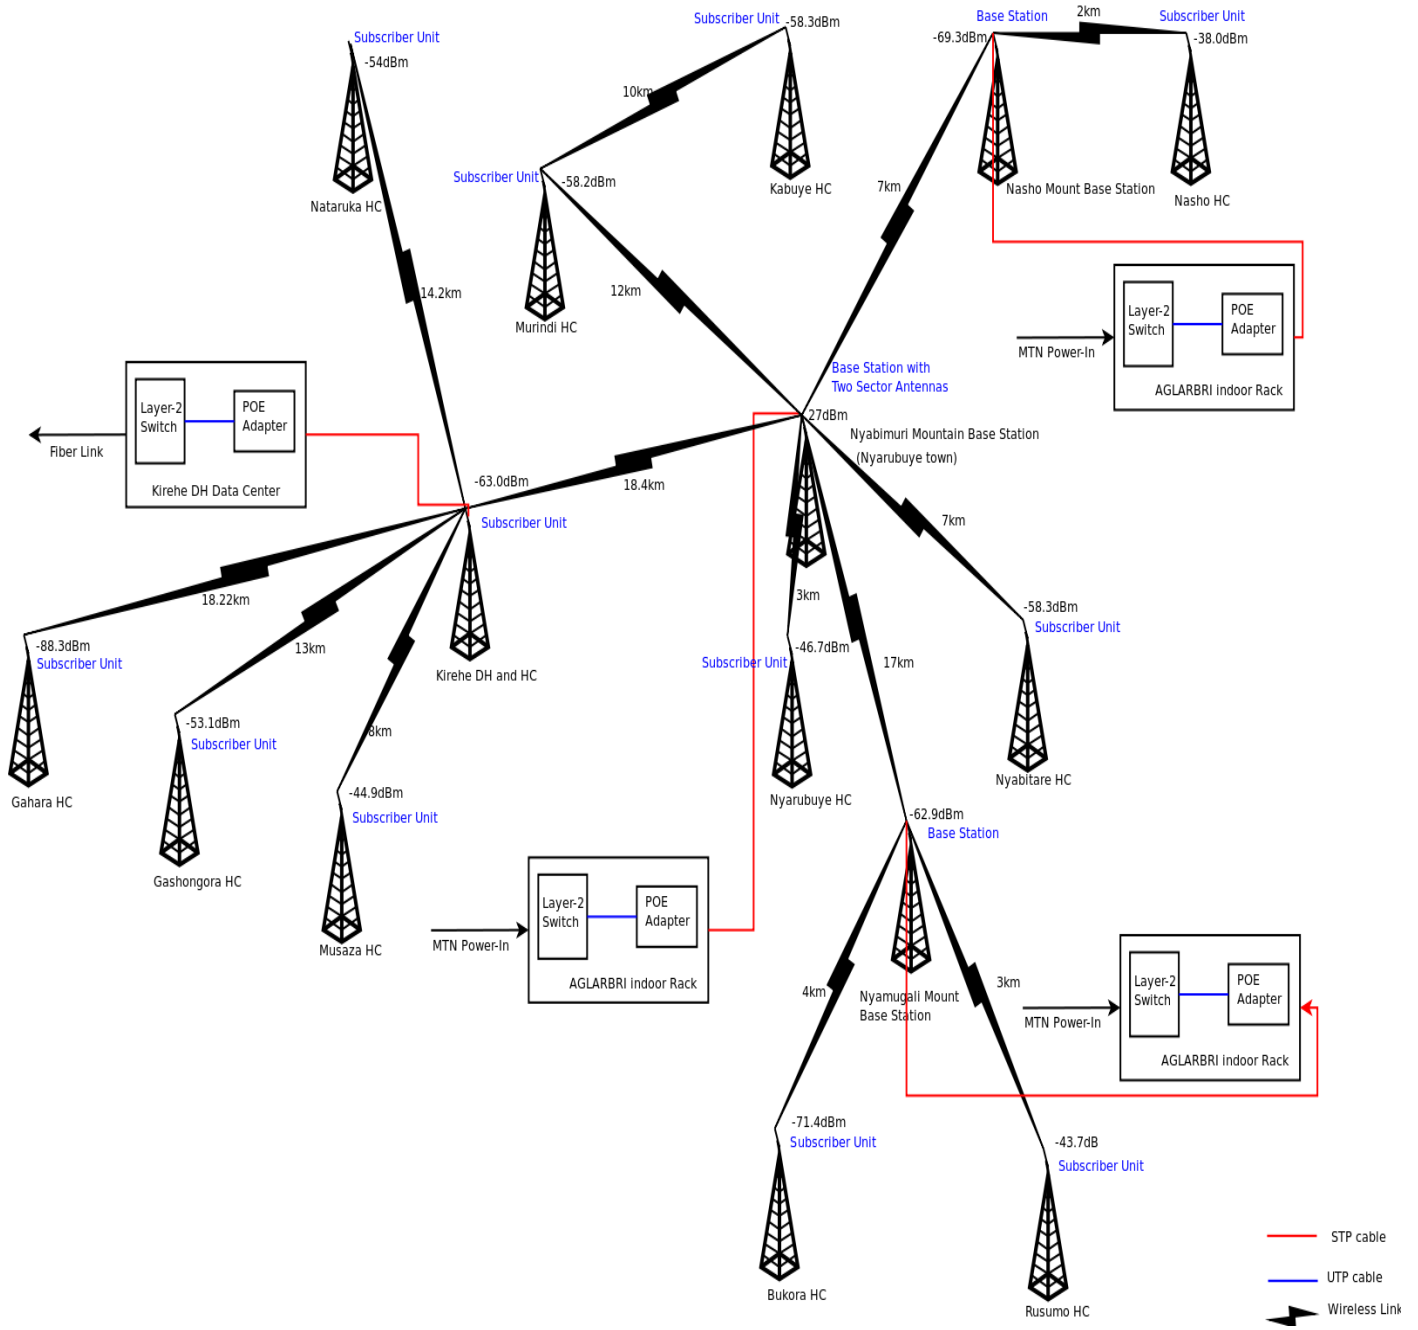 Subscriber Unit
-54dBm
Nataruka HC
14.2km
Subscriber Unit
-58.3dBm
Kabuye HC
10km
Subscriber Unit
-58.2dBm
Murindi HC
12km
Base Station
-69.3dBm
2km
Subscriber Unit
-38.0dBm
Nasho Mount Base Station
Nasho HC
7km
Layer-2
Switch
POE
Adapter
MTN Power-In
AGLARBRI indoor Rack
Base Station with
Two Sector Antennas
27dBm
Nyabimuri Mountain Base Station
(Nyarubuye town)
Layer-2
Switch
POE
Adapter
Fiber Link
Kirehe DH Data Center
-63.0dBm
18.4km
Subscriber Unit
Kirehe DH and HC
18.22km
-88.3dBm
Subscriber Unit
Gahara HC
13km
-53.1dBm
Subscriber Unit
Gashongora HC
8km
-44.9dBm
Subscriber Unit
Musaza HC
3km
-46.7dBm
Subscriber Unit
Nyarubuye HC
7km
-58.3dBm
Subscriber Unit
Nyabitare HC
17km
-62.9dBm
Base Station
Nyamugali Mount
Base Station
Layer-2
Switch
POE
Adapter
MTN Power-In
AGLARBRI indoor Rack
Layer-2
Switch
POE
Adapter
MTN Power-In
AGLARBRI indoor Rack
4km
-71.4dBm
Subscriber Unit
Bukora HC
3km
-43.7dB
Subscriber Unit
Rusumo HC
STP cable
UTP cable
Wireless Link